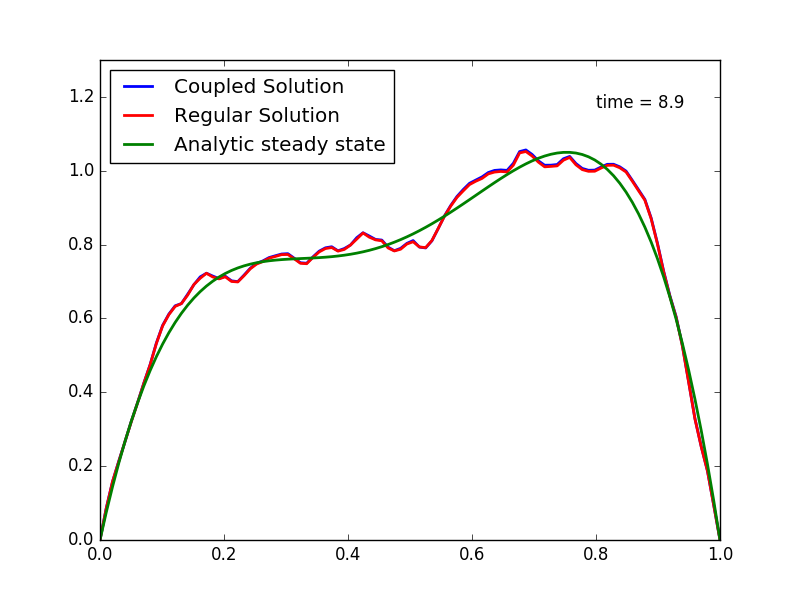 Coupled Solution
Regular Solution
Analytic steady state
time = 8.9
1.2
1.0
0.8
0.6
0.4
0.2
0.0
0.0 0.2 0.4 0.6 0.8 1.0